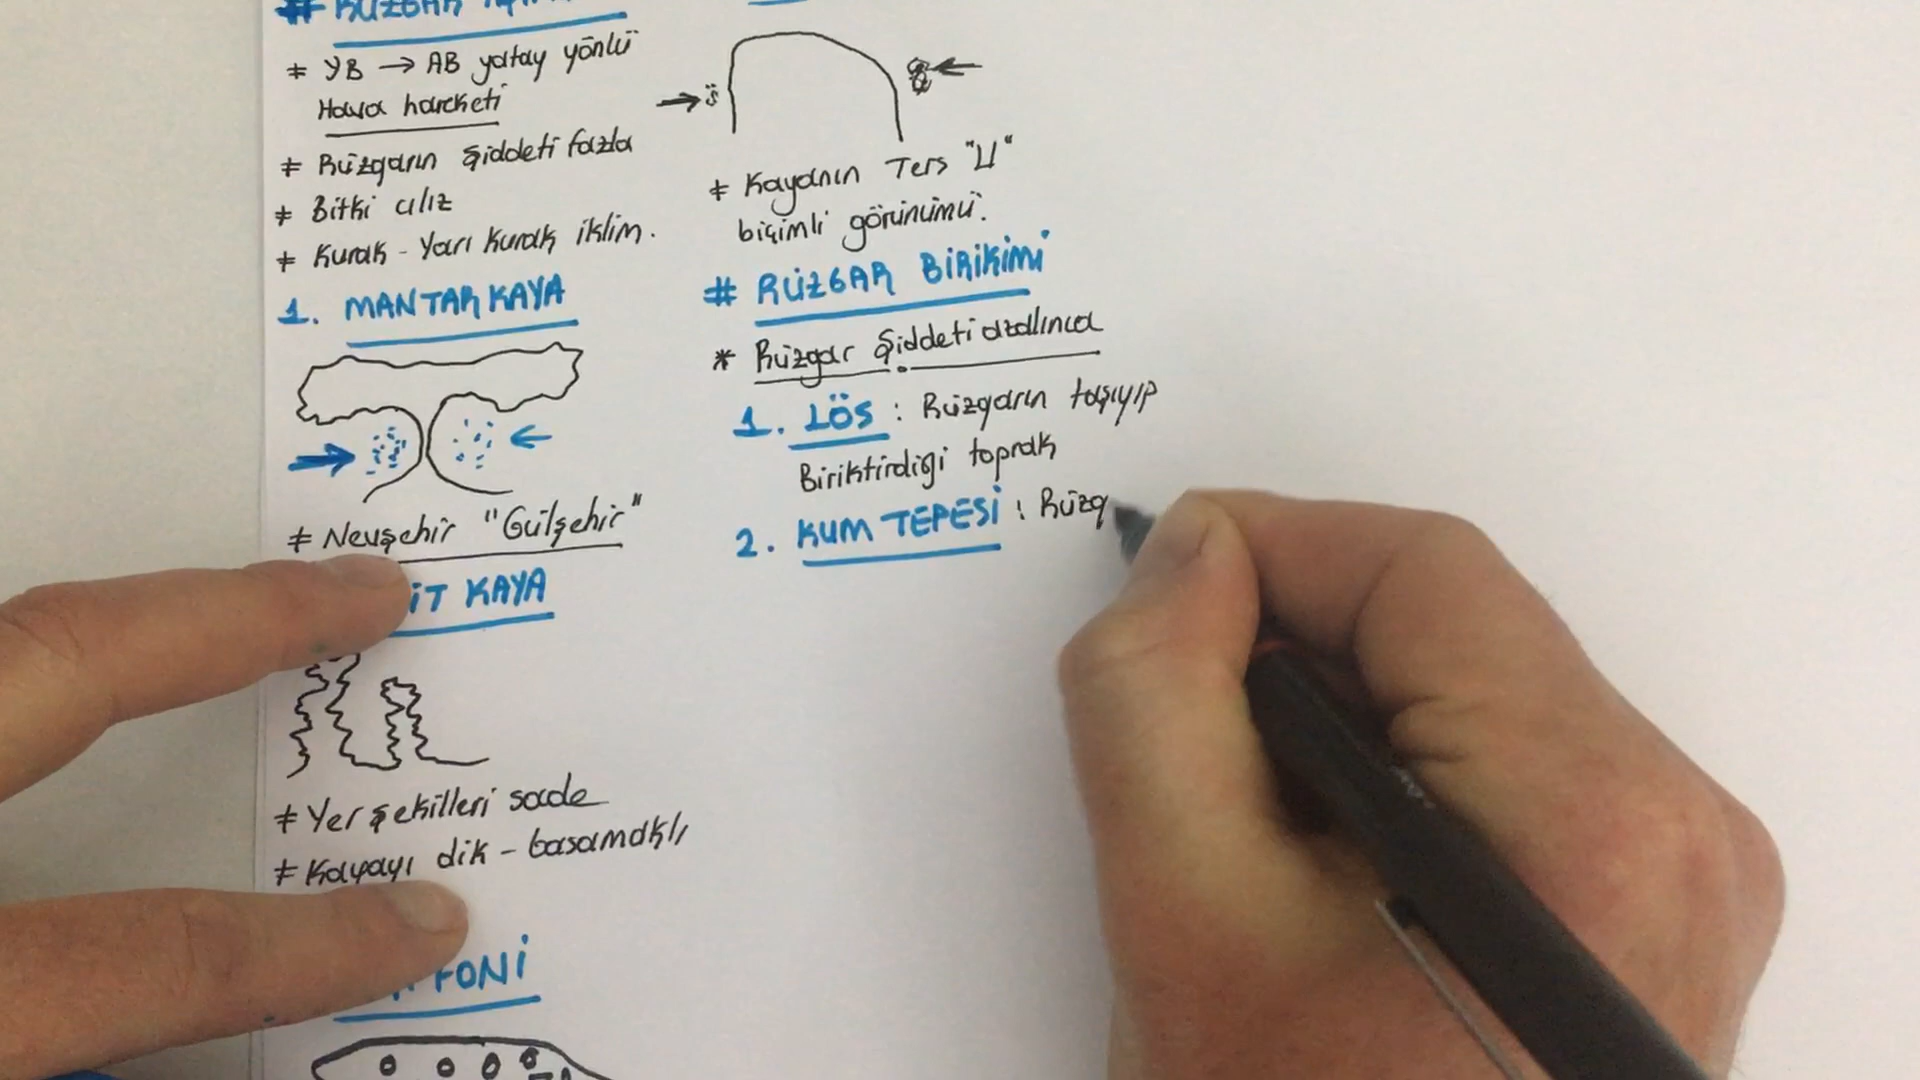 # RÜZGAR
* YB → AB yatay yönlü
Hava hareketi
* Rüzgarın şiddeti fazla
* Bitki cılız
* Kurak - Yarı kurak iklim.
1. MANTAR KAYA
* Nevşehir "Gülşehir"
İT KAYA
* Yer şekilleri sade
* Kayayı dik - basamaklı
FONİ
* Kayanın Ters "U"
biçimli görünümü.
# RÜZGAR BİRİKİMİ
* Rüzgar şiddeti azalınca
1. LÖS : Rüzgarın taşıyıp
Biriktirdiği toprak
2. KUM TEPESİ : Rüzg